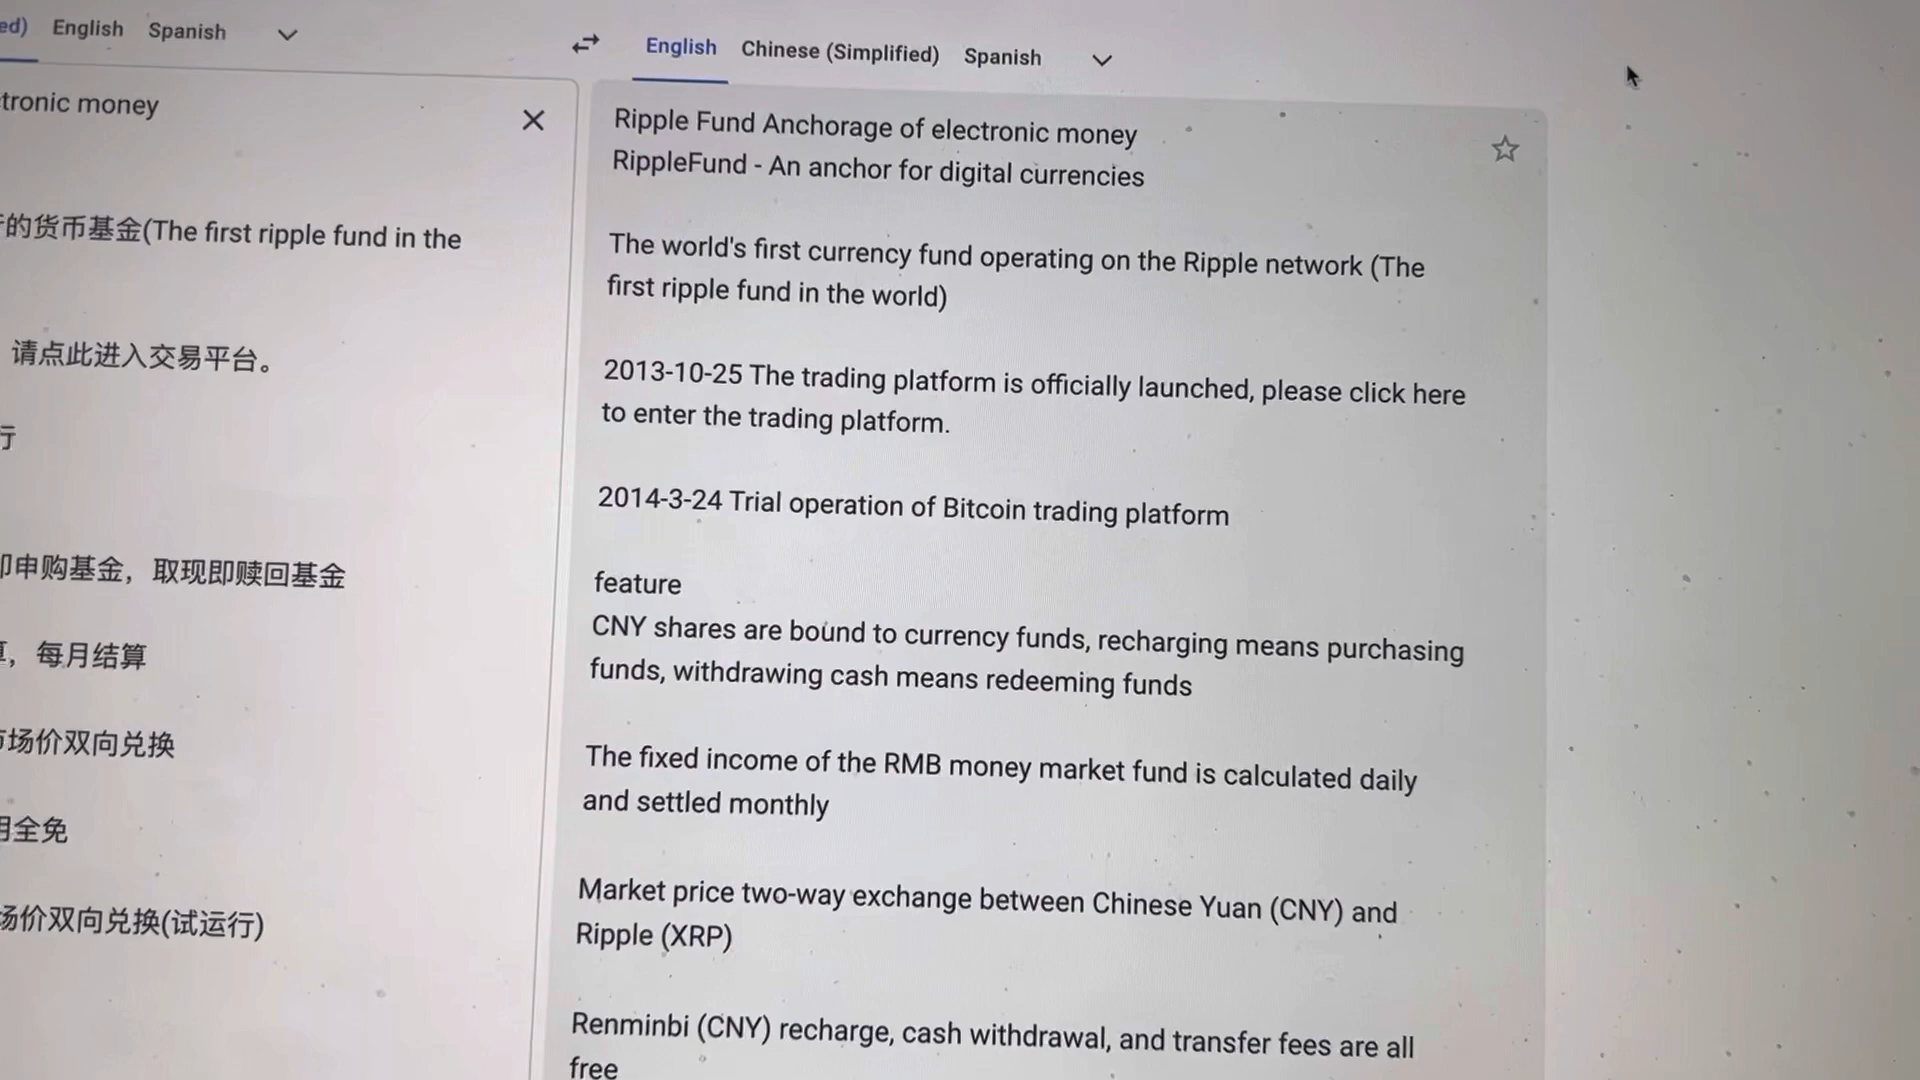 ed) English Spanish
English Chinese (Simplified) Spanish
tronic money
的货币基金(The first ripple fund in the
请点此进入交易平台。
行
申购基金，取现即赎回基金
，每月结算
场价双向兑换
全免
场价双向兑换(试运行)
Ripple Fund Anchorage of electronic money
RippleFund - An anchor for digital currencies
The world's first currency fund operating on the Ripple network (The
first ripple fund in the world)
2013-10-25 The trading platform is officially launched, please click here
to enter the trading platform.
2014-3-24 Trial operation of Bitcoin trading platform
feature
CNY shares are bound to currency funds, recharging means purchasing
funds, withdrawing cash means redeeming funds
The fixed income of the RMB money market fund is calculated daily
and settled monthly
Market price two-way exchange between Chinese Yuan (CNY) and
Ripple (XRP)
Renminbi (CNY) recharge, cash withdrawal, and transfer fees are all
free